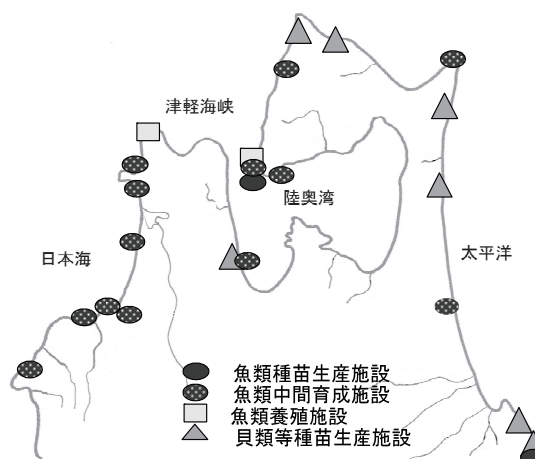 津軽海峡
陸奥湾
日本海
太平洋
魚類種苗生産施設
魚類中間育成施設
魚類養殖施設
貝類等種苗生産施設